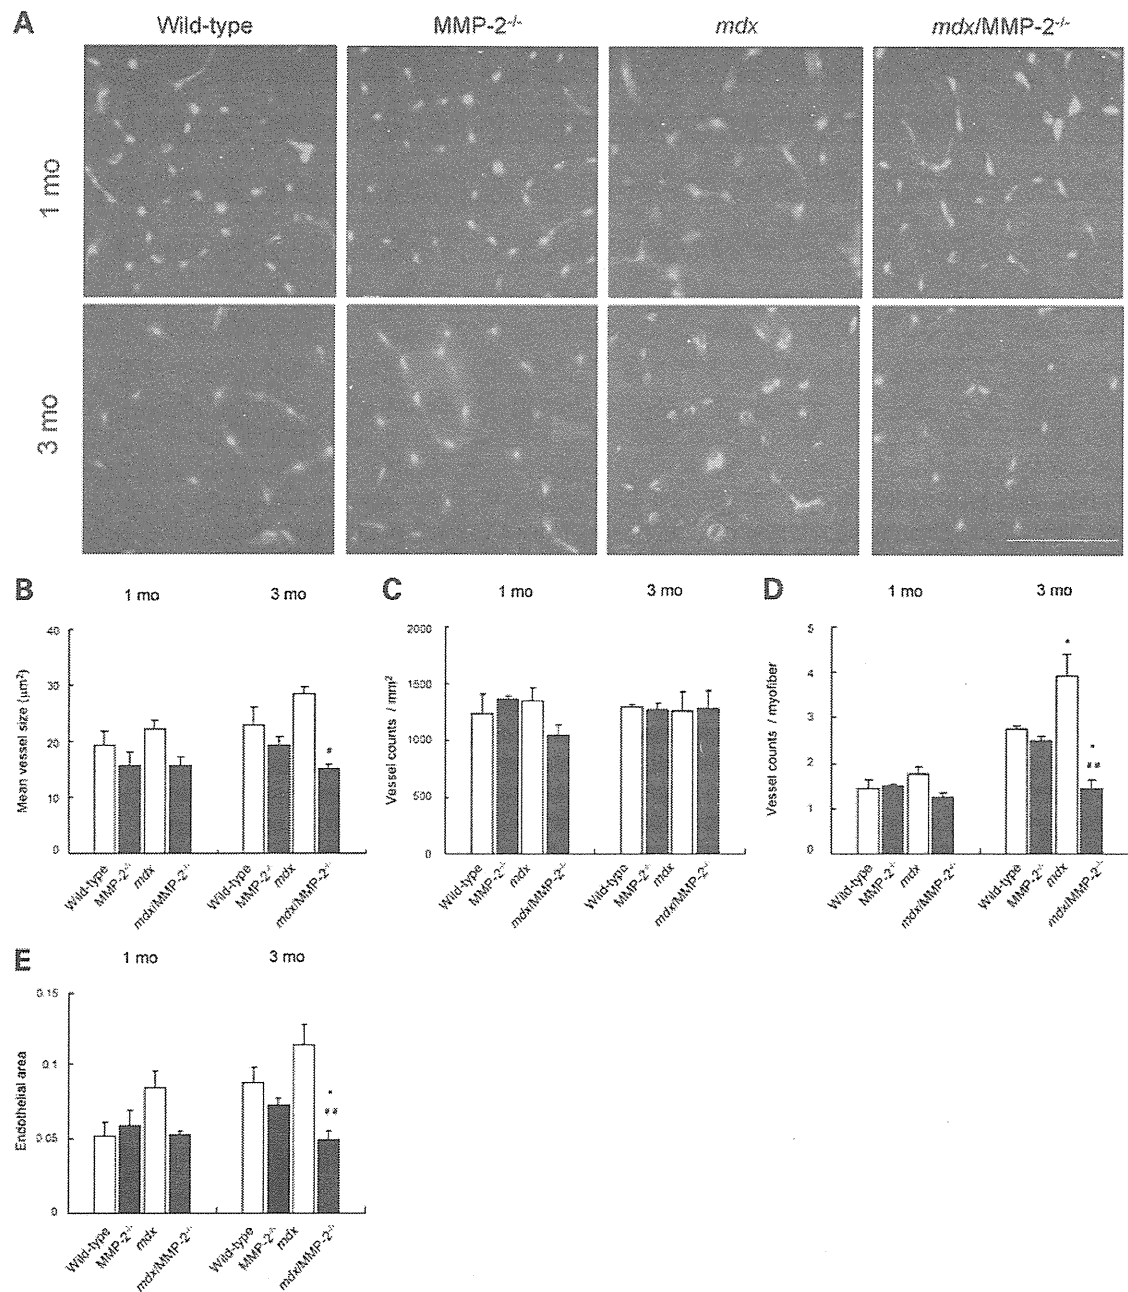 A
Wild-type MMP-2-/- mdx mdx/MMP-2-/-
1 mo
3 mo
B
1 mo 3 mo
Mean vessel size (μm²)
40
30
20
10
0
Wild-type MMP-2-/- mdx mdx/MMP-2-/- Wild-type MMP-2-/- mdx mdx/MMP-2-/-
#
C
1 mo 3 mo
Vessel counts / mm²
2000
1500
1000
500
0
Wild-type MMP-2-/- mdx mdx/MMP-2-/- Wild-type MMP-2-/- mdx mdx/MMP-2-/-
D
1 mo 3 mo
Vessel counts / myofiber
5
4
3
2
1
0
*
*
##
Wild-type MMP-2-/- mdx mdx/MMP-2-/- Wild-type MMP-2-/- mdx mdx/MMP-2-/-
E
1 mo 3 mo
Endothelial area
0.15
0.1
0.05
0
*
##
Wild-type MMP-2-/- mdx mdx/MMP-2-/- Wild-type MMP-2-/- mdx mdx/MMP-2-/-